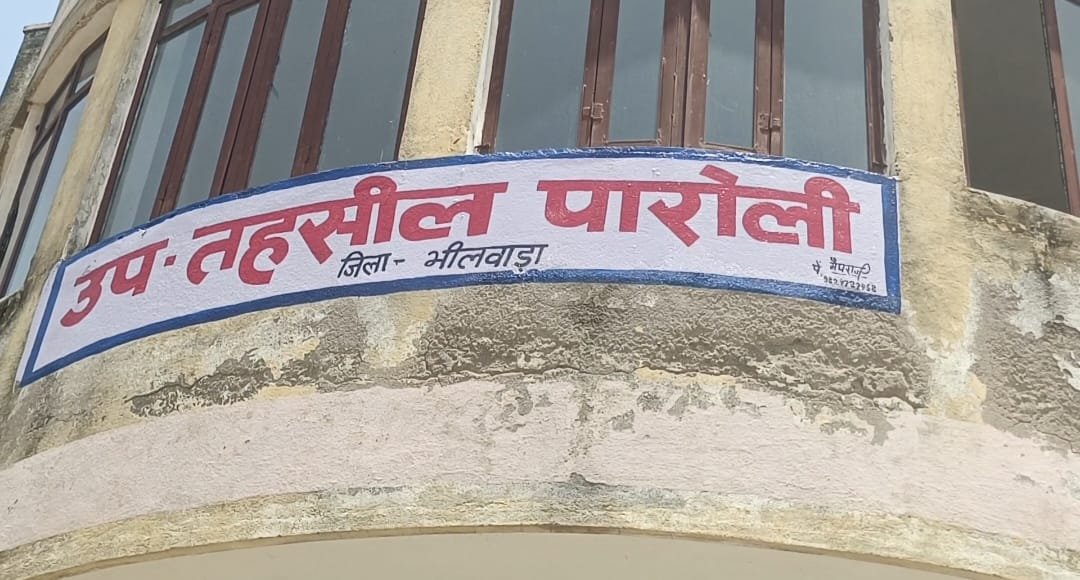 उप-तहसील पारोली
जिला- भीलवाड़ा
पें.